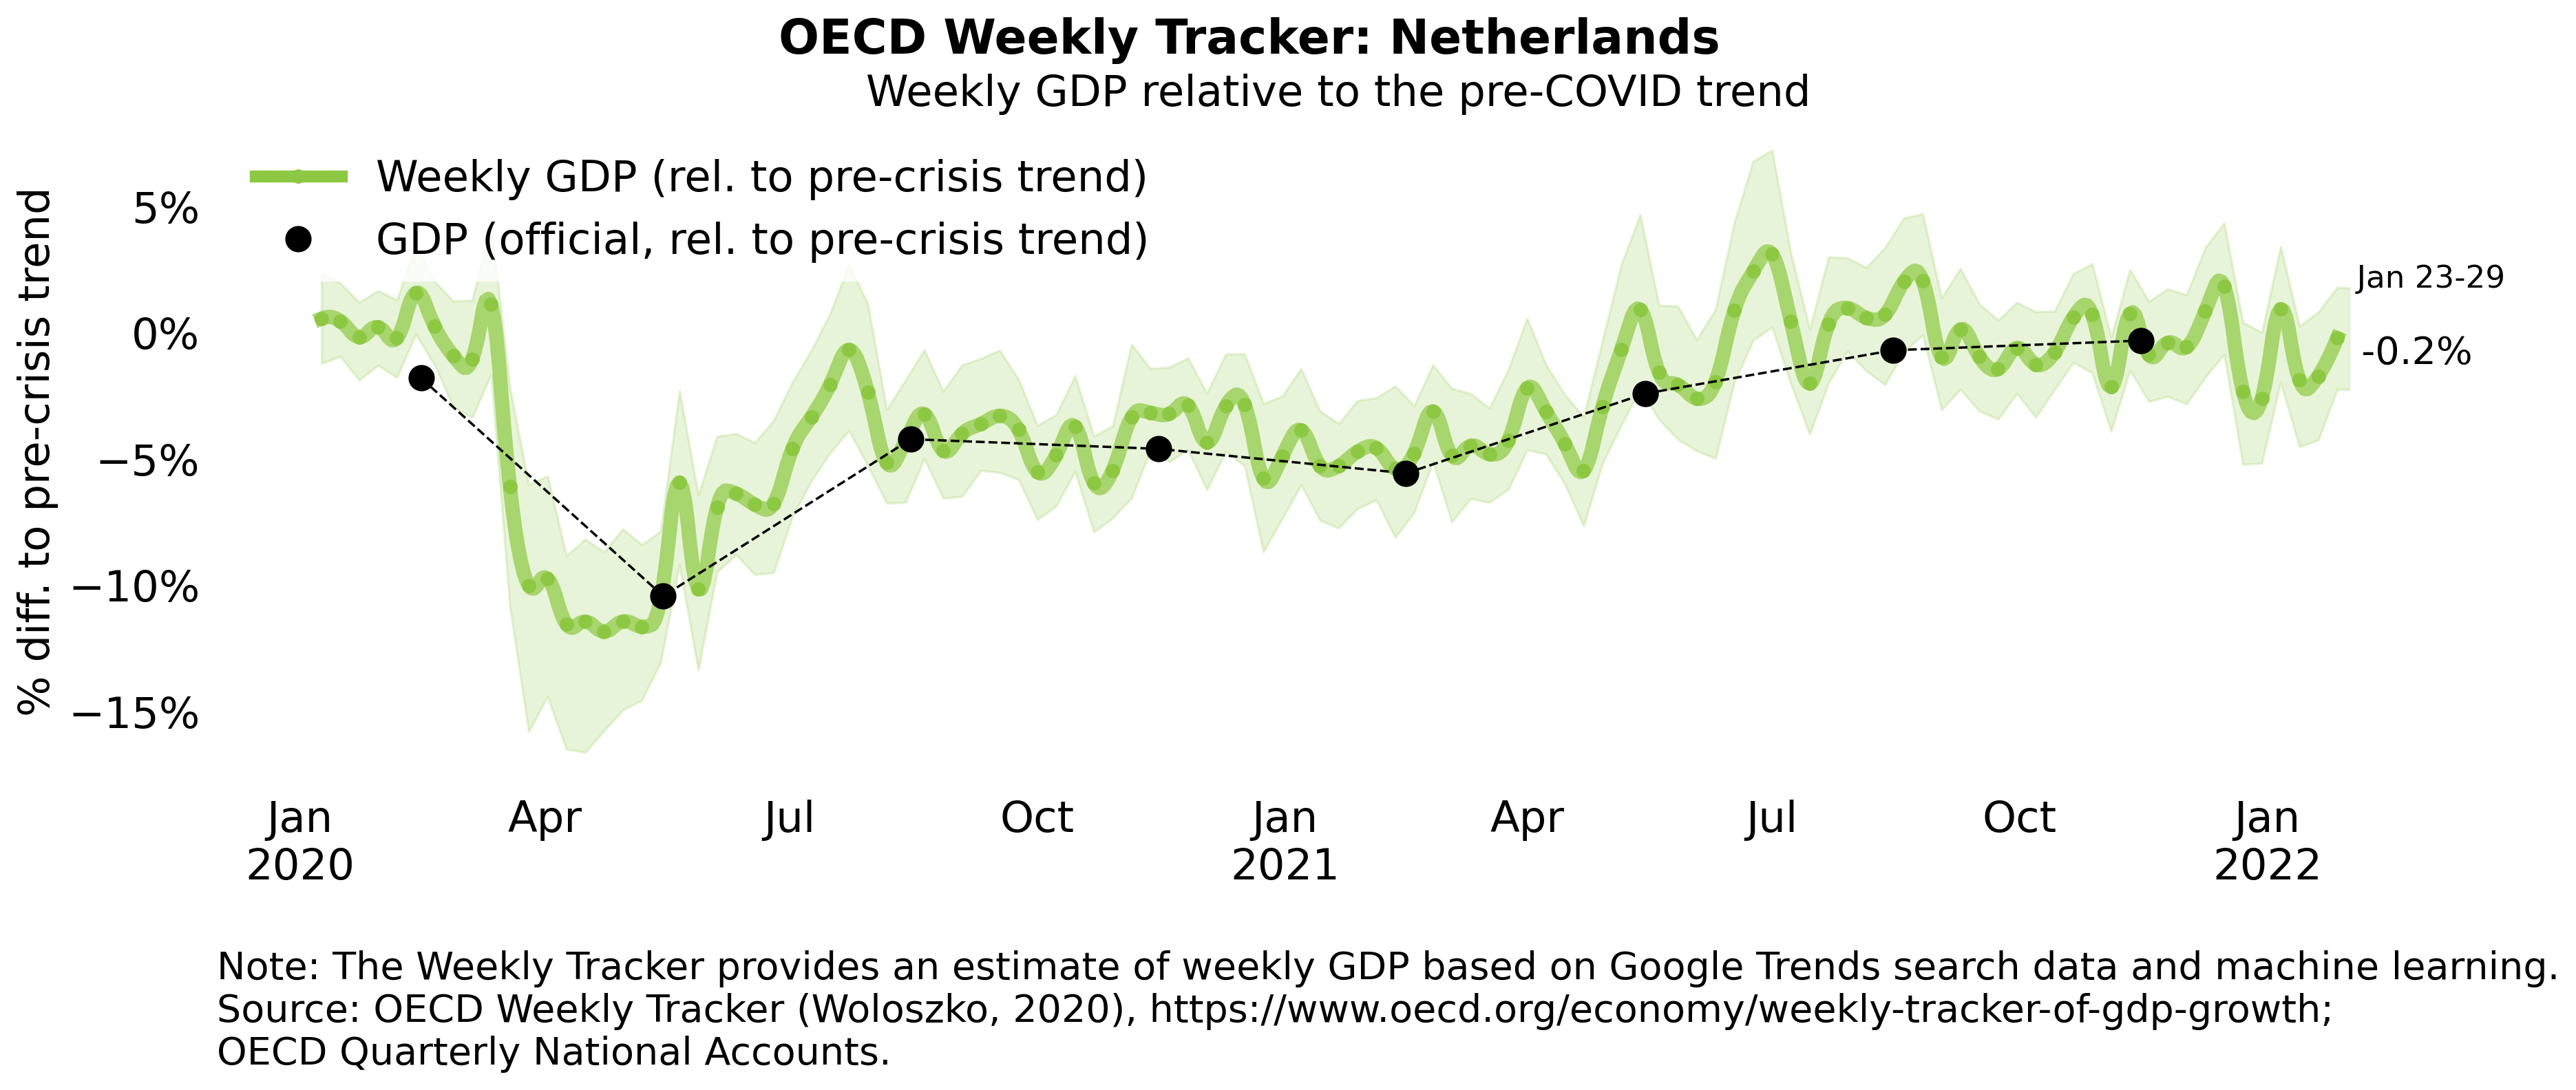 OECD Weekly Tracker: Netherlands
Weekly GDP relative to the pre-COVID trend
Weekly GDP (rel. to pre-crisis trend)
GDP (official, rel. to pre-crisis trend)
% diff. to pre-crisis trend
5%
0%
−5%
−10%
−15%
Jan 23-29
-0.2%
Jan Apr Jul Oct Jan Apr Jul Oct Jan
2020 2021 2022
Note: The Weekly Tracker provides an estimate of weekly GDP based on Google Trends search data and machine learning.
Source: OECD Weekly Tracker (Woloszko, 2020), https://www.oecd.org/economy/weekly-tracker-of-gdp-growth;
OECD Quarterly National Accounts.